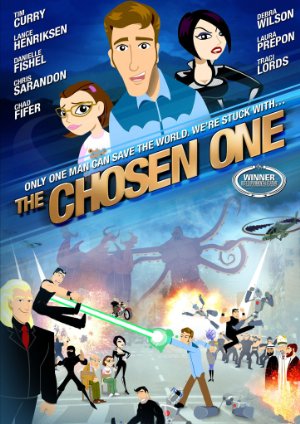 TIM
CURRY
LANCE
HENRIKSEN
DANIELLE
FISHEL
CHRIS
SARANDON
CHAD
FIFER
DEBRA
WILSON
LAURA
PREPON
TRACI
LORDS
ONLY ONE MAN CAN SAVE THE WORLD. WE'RE STUCK WITH...
THE CHOSEN ONE
WINNER